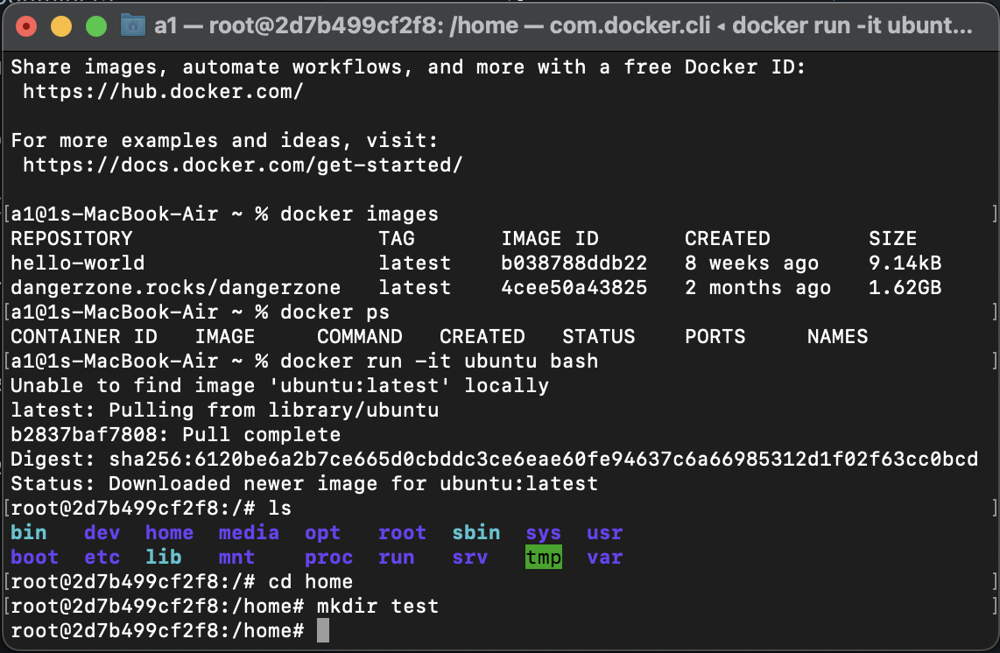 a1 — root@2d7b499cf2f8: /home — com.docker.cli ◂ docker run -it ubunt...
Share images, automate workflows, and more with a free Docker ID:
 https://hub.docker.com/
For more examples and ideas, visit:
 https://docs.docker.com/get-started/
[a1@1s-MacBook-Air ~ % docker images ]
REPOSITORY                    TAG       IMAGE ID       CREATED        SIZE
hello-world                   latest    b038788ddb22   8 weeks ago    9.14kB
dangerzone.rocks/dangerzone   latest    4cee50a43825   2 months ago   1.62GB
[a1@1s-MacBook-Air ~ % docker ps ]
CONTAINER ID   IMAGE     COMMAND   CREATED   STATUS    PORTS     NAMES
[a1@1s-MacBook-Air ~ % docker run -it ubuntu bash ]
Unable to find image 'ubuntu:latest' locally
latest: Pulling from library/ubuntu
b2837baf7808: Pull complete
Digest: sha256:6120be6a2b7ce665d0cbddc3ce6eae60fe94637c6a66985312d1f02f63cc0bcd
Status: Downloaded newer image for ubuntu:latest
[root@2d7b499cf2f8:/# ls ]
bin   dev  home  media  opt   root  sbin  sys  usr
boot  etc  lib   mnt    proc  run   srv   tmp  var
[root@2d7b499cf2f8:/# cd home ]
[root@2d7b499cf2f8:/home# mkdir test ]
root@2d7b499cf2f8:/home#